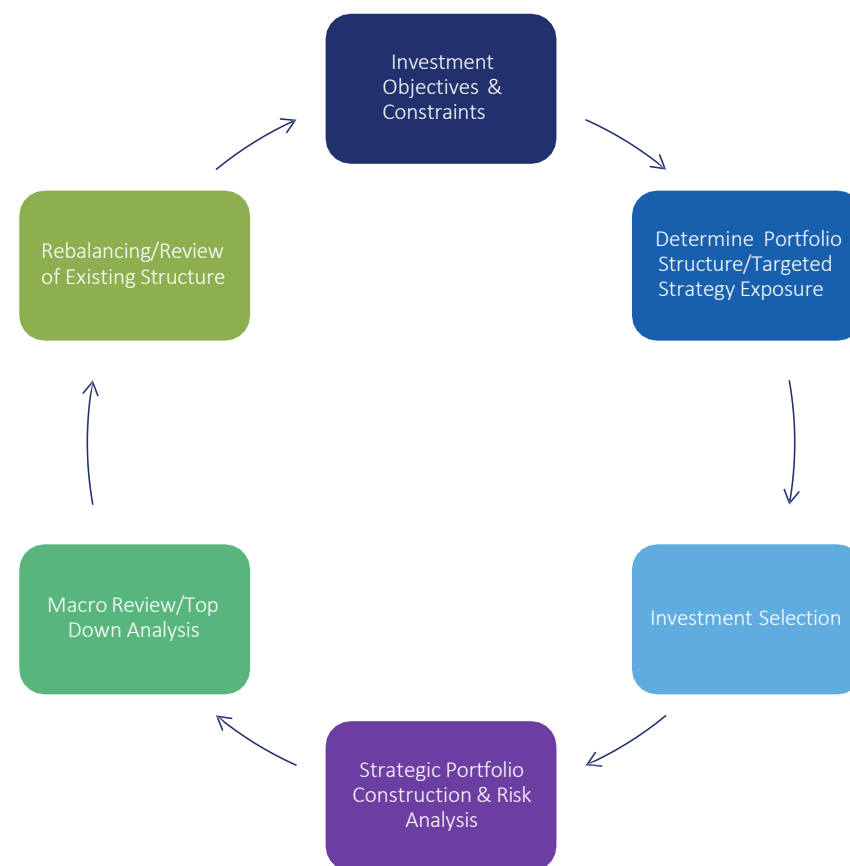 Investment
Objectives & 
Constraints
Determine Portfolio
Structure/Targeted
Strategy Exposure
Investment Selection
Strategic Portfolio
Construction & Risk
Analysis
Macro Review/Top
Down Analysis
Rebalancing/Review
of Existing Structure